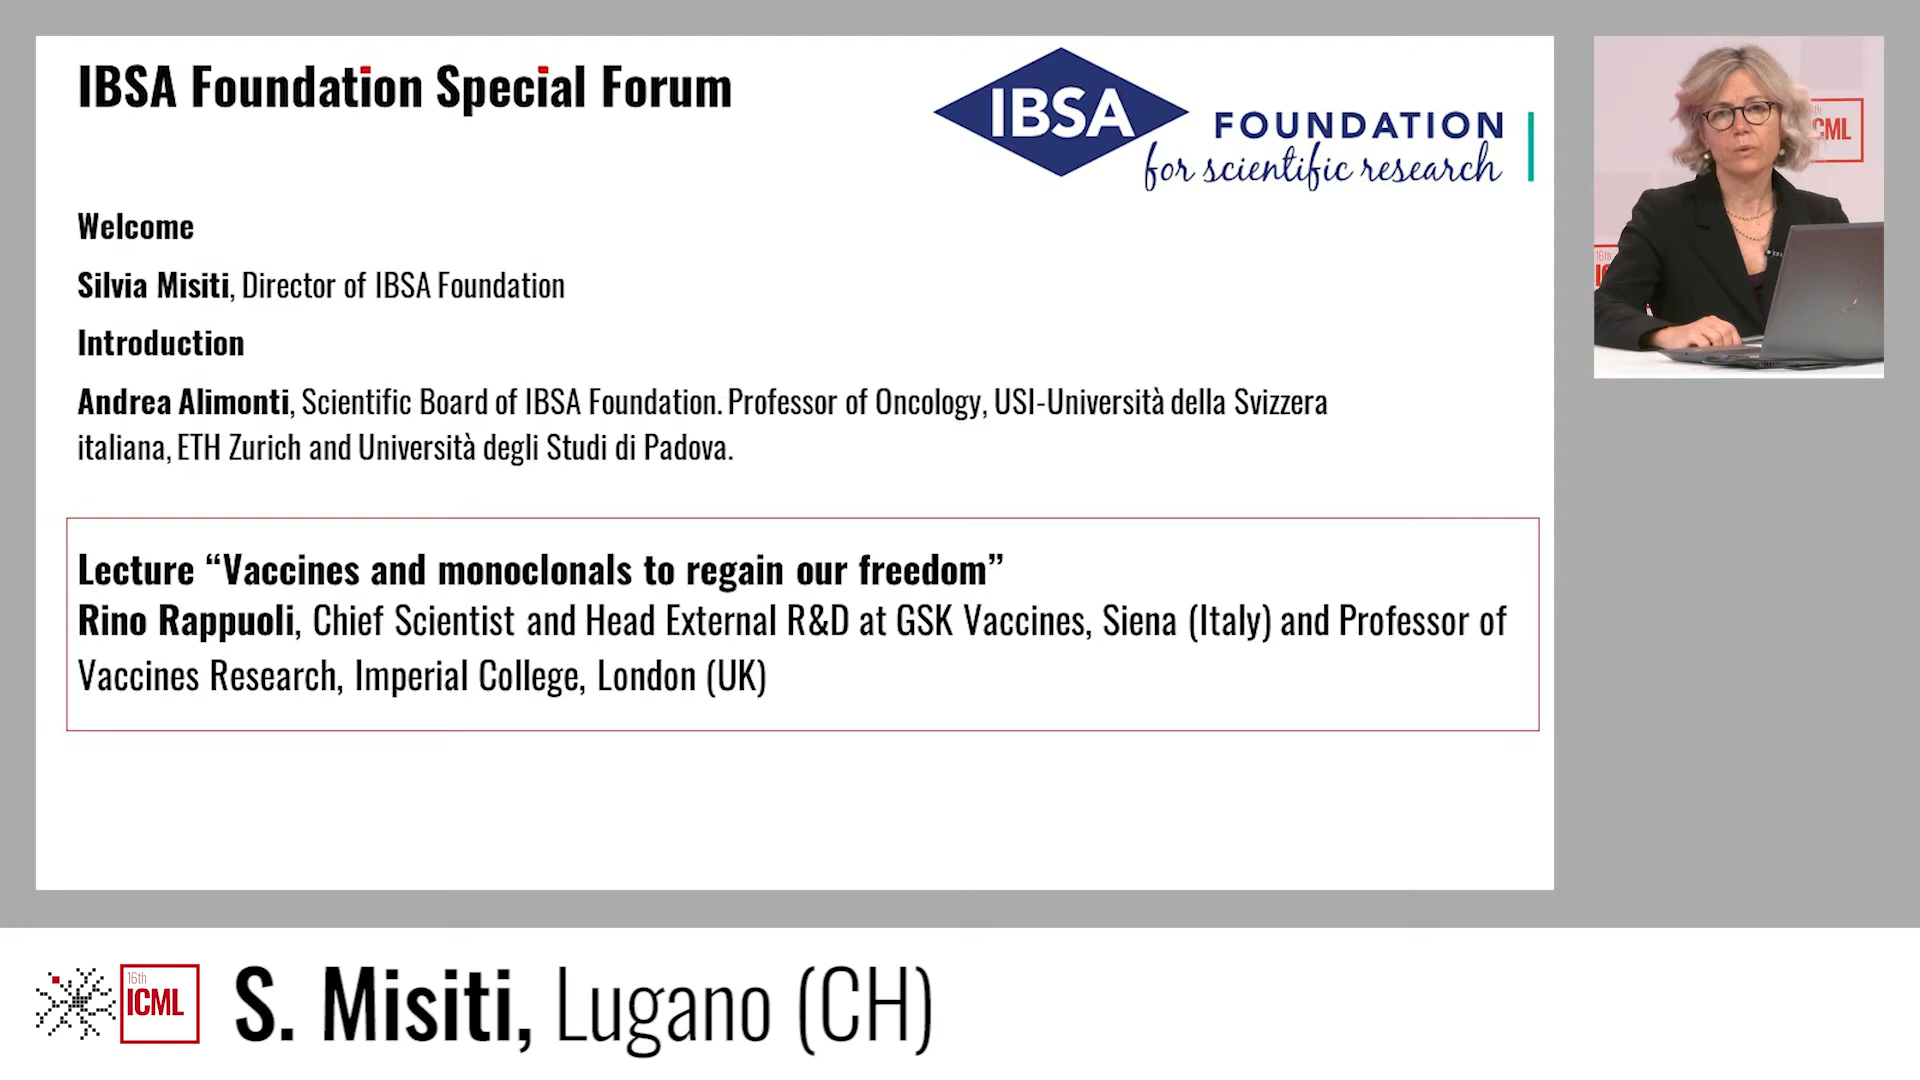 IBSA Foundation Special Forum
IBSA
FOUNDATION
for scientific research
Welcome
Silvia Misiti, Director of IBSA Foundation
Introduction
Andrea Alimonti, Scientific Board of IBSA Foundation. Professor of Oncology, USI-Università della Svizzera
italiana, ETH Zurich and Università degli Studi di Padova.
Lecture “Vaccines and monoclonals to regain our freedom”
Rino Rappuoli, Chief Scientist and Head External R&D at GSK Vaccines, Siena (Italy) and Professor of
Vaccines Research, Imperial College, London (UK)
CML
16th
16th
ICML
S. Misiti, Lugano (CH)